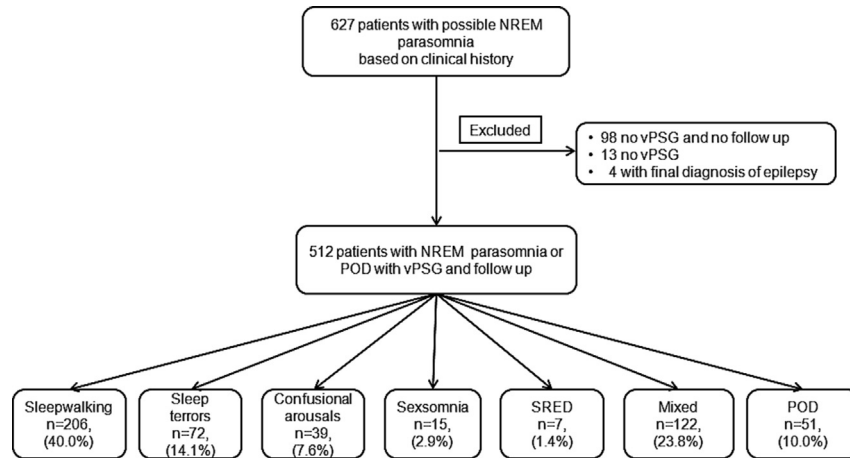 627 patients with possible NREM
parasomnia
based on clinical history
Excluded
• 98 no vPSG and no follow up
• 13 no vPSG
• 4 with final diagnosis of epilepsy
512 patients with NREM parasomnia or
POD with vPSG and follow up
Sleepwalking
n=206,
(40.0%)
Sleep
terrors
n=72,
(14.1%)
Confusional
arousals
n=39,
(7.6%)
Sexsomnia
n=15,
(2.9%)
SRED
n=7,
(1.4%)
Mixed
n=122,
(23.8%)
POD
n=51,
(10.0%)